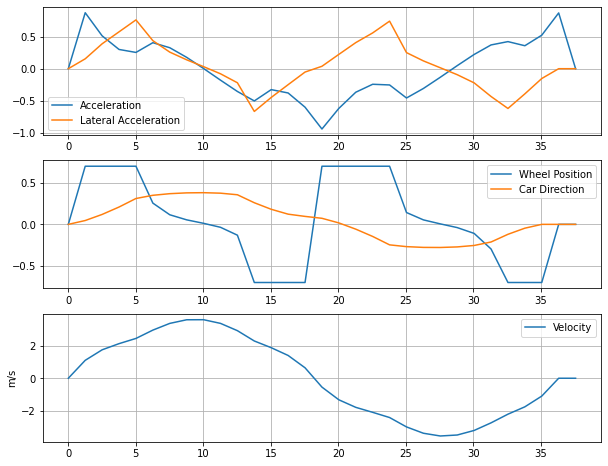 0.5
0.0
−0.5
−1.0
Acceleration
Lateral Acceleration
0 5 10 15 20 25 30 35
0.5
0.0
−0.5
Wheel Position
Car Direction
0 5 10 15 20 25 30 35
m/s
2
0
−2
Velocity
0 5 10 15 20 25 30 35